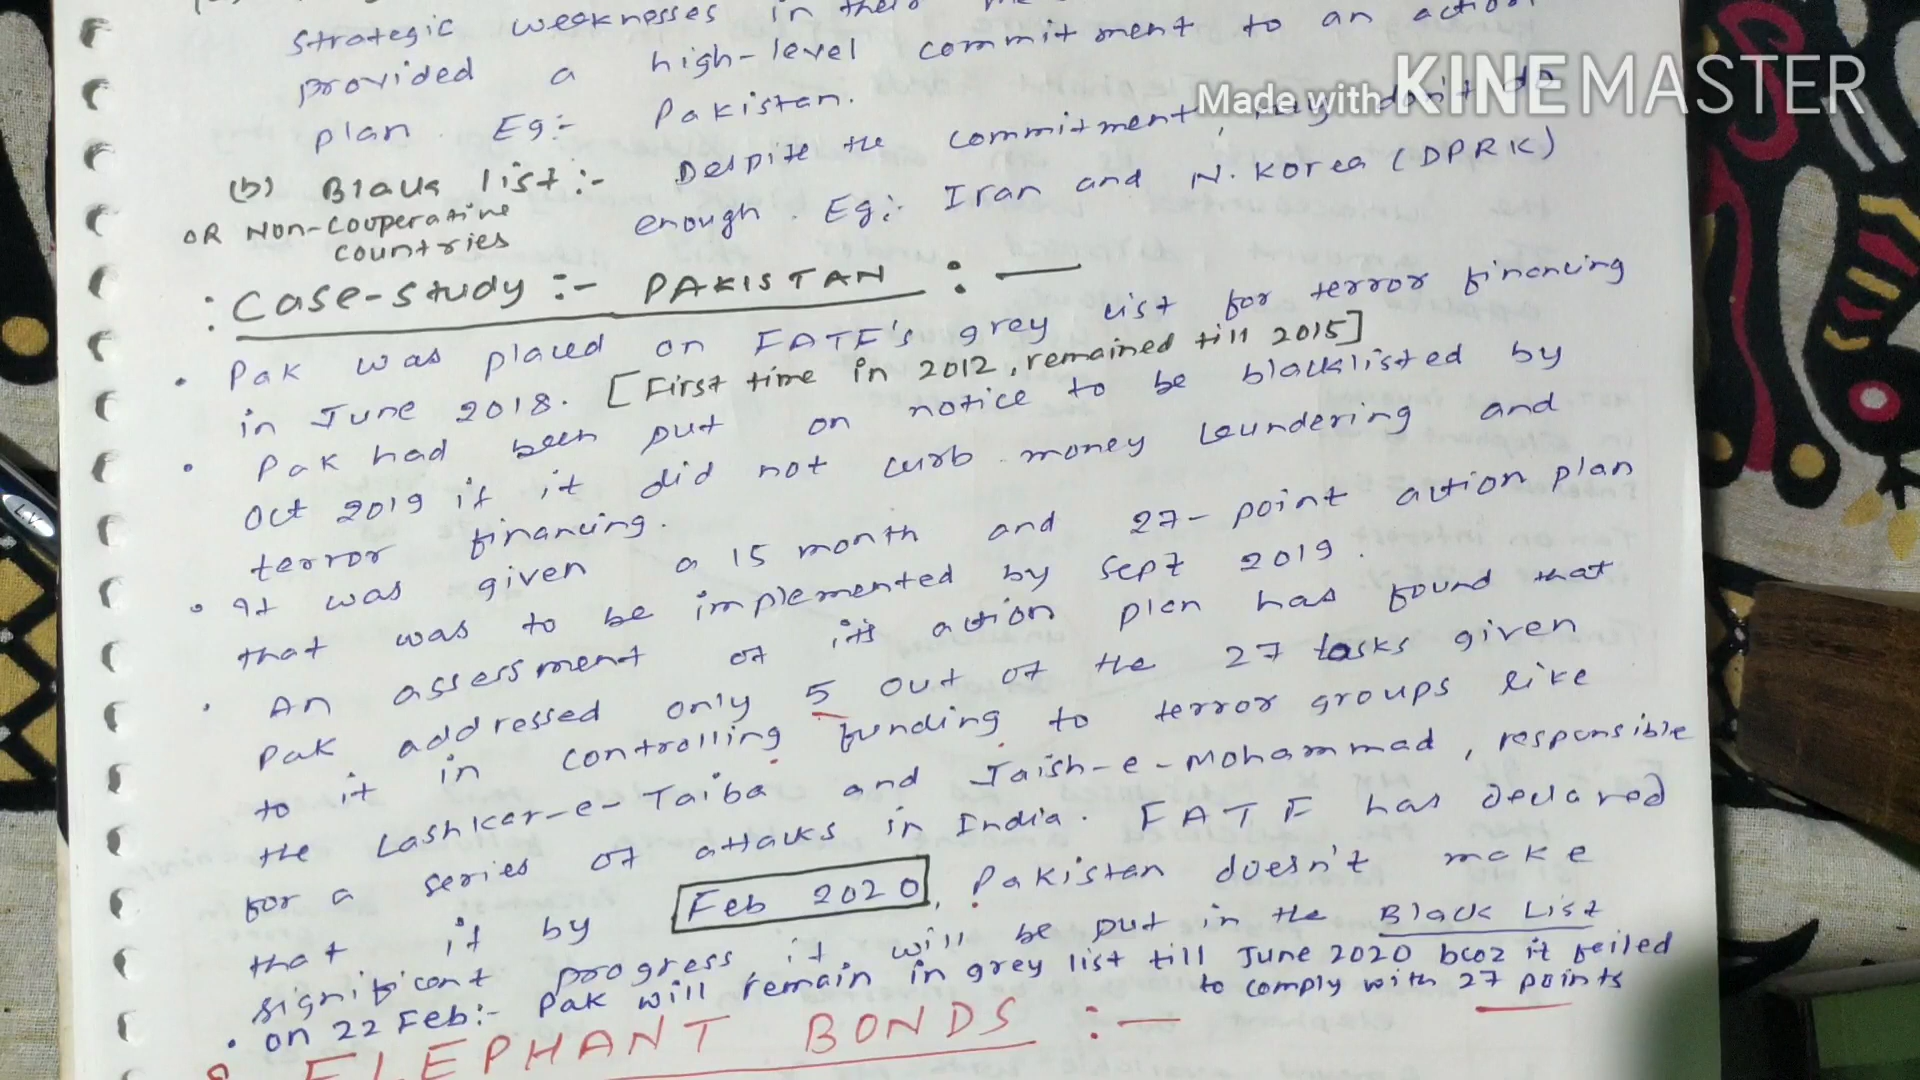 strategic weaknesses in their
provided a high-level commitment to an action
plan. Eg:- Pakistan.
Made with KINEMASTER
(b) Black list:- Despite the commitment, they don't do
OR Non-Cooperative countries
enough. Eg:- Iran and N. Korea (DPRK)
: Case-study :- PAKISTAN :—
• Pak was placed on FATF's grey list for terror financing
in June 2018. [First time in 2012, remained till 2015]
• Pak had been put on notice to be blacklisted by
Oct 2019 if it did not curb money laundering and
terror financing.
• It was given a 15 month and 27-point action plan
that was to be implemented by Sept 2019.
• An assessment of its action plan has found that
Pak addressed only 5 out of the 27 tasks given
to it in controlling funding to terror groups like
the Lashkar-e-Taiba and Jaish-e-Mohammad, responsible
for a series of attacks in India. FATF has declared
that if by Feb 2020, Pakistan doesn't make
significant progress it will be put in the Black List
• on 22 Feb:- Pak will remain in grey list till June 2020 bcoz it failed
to comply with 27 points
ELEPHANT BONDS :—